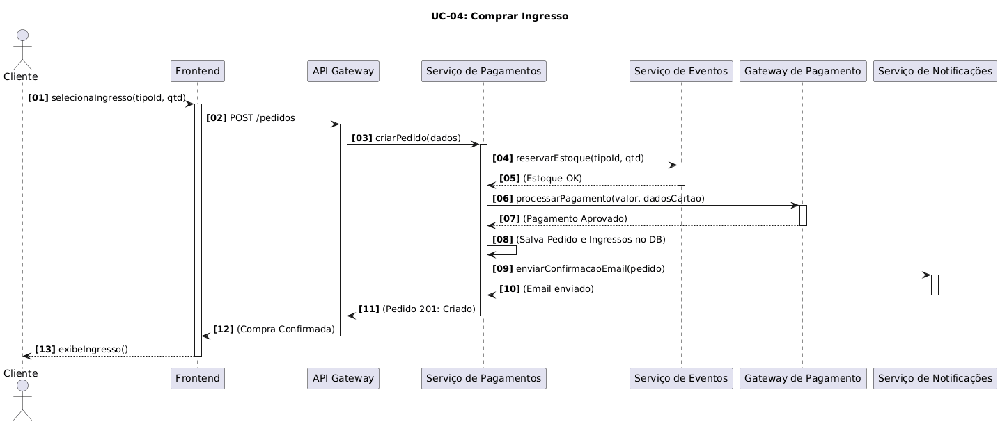 UC-04: Comprar Ingresso
Cliente
Frontend
API Gateway
Serviço de Pagamentos
Serviço de Eventos
Gateway de Pagamento
Serviço de Notificações
[01] selecionaIngresso(tipoId, qtd)
[02] POST /pedidos
[03] criarPedido(dados)
[04] reservarEstoque(tipoId, qtd)
[05] (Estoque OK)
[06] processarPagamento(valor, dadosCartao)
[07] (Pagamento Aprovado)
[08] (Salva Pedido e Ingressos no DB)
[09] enviarConfirmacaoEmail(pedido)
[10] (Email enviado)
[11] (Pedido 201: Criado)
[12] (Compra Confirmada)
[13] exibeIngresso()
Cliente
Frontend
API Gateway
Serviço de Pagamentos
Serviço de Eventos
Gateway de Pagamento
Serviço de Notificações